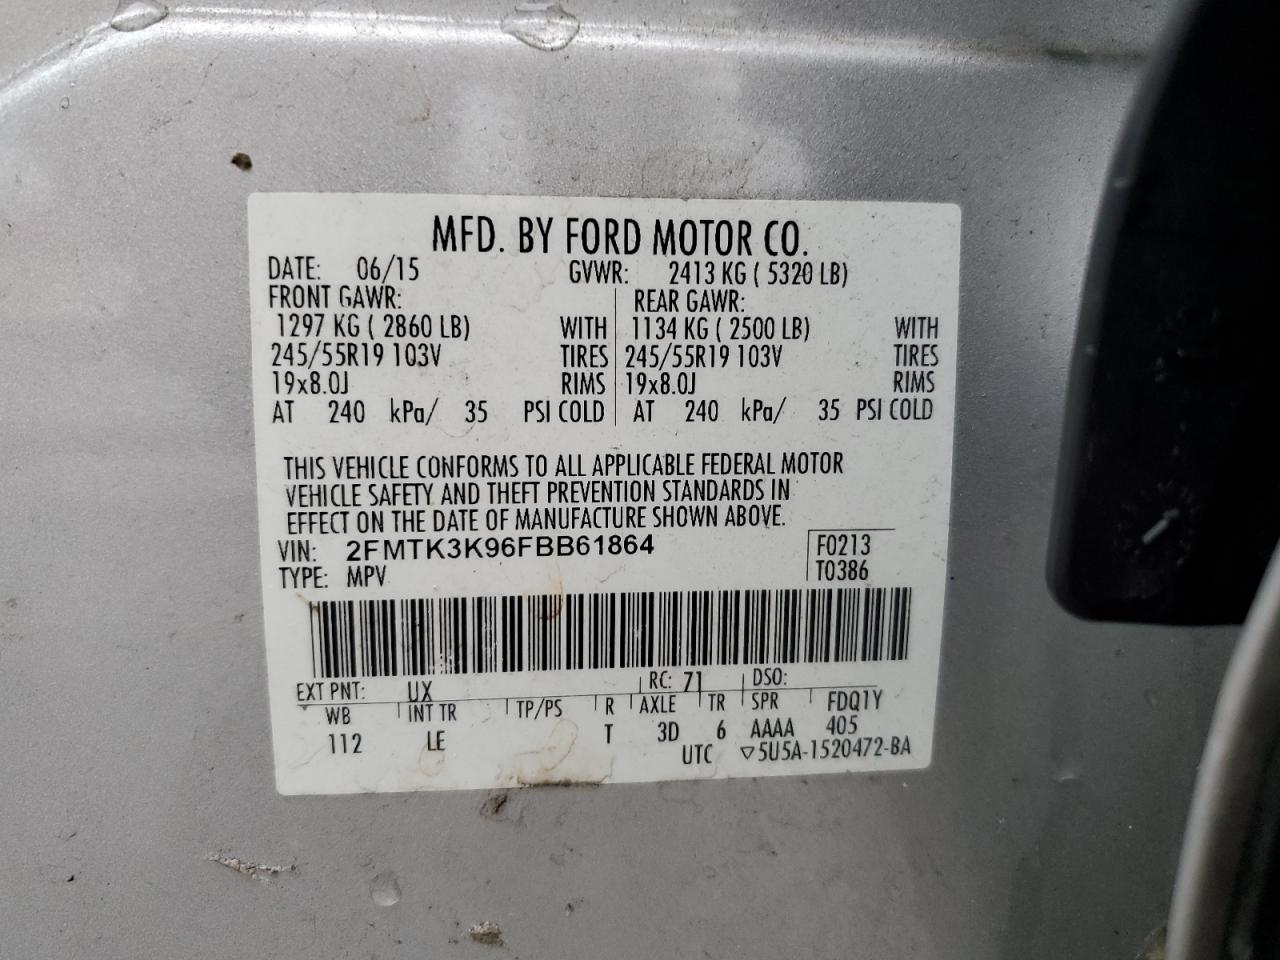 MFD. BY FORD MOTOR CO.
DATE: 06/15 GVWR: 2413 KG ( 5320 LB)
FRONT GAWR: REAR GAWR:
1297 KG ( 2860 LB) WITH 1134 KG ( 2500 LB) WITH
245/55R19 103V TIRES 245/55R19 103V TIRES
19x8.0J RIMS 19x8.0J RIMS
AT 240 kPa/ 35 PSI COLD AT 240 kPa/ 35 PSI COLD
THIS VEHICLE CONFORMS TO ALL APPLICABLE FEDERAL MOTOR
VEHICLE SAFETY AND THEFT PREVENTION STANDARDS IN
EFFECT ON THE DATE OF MANUFACTURE SHOWN ABOVE.
VIN: 2FMTK3K96FBB61864 F0213
TYPE: MPV T0386
EXT PNT: UX RC: 71 DSO:
WB INT TR TP/PS R AXLE TR SPR FDQ1Y
112 LE T 3D 6 AAAA 405
UTC ▽5U5A-1520472-BA